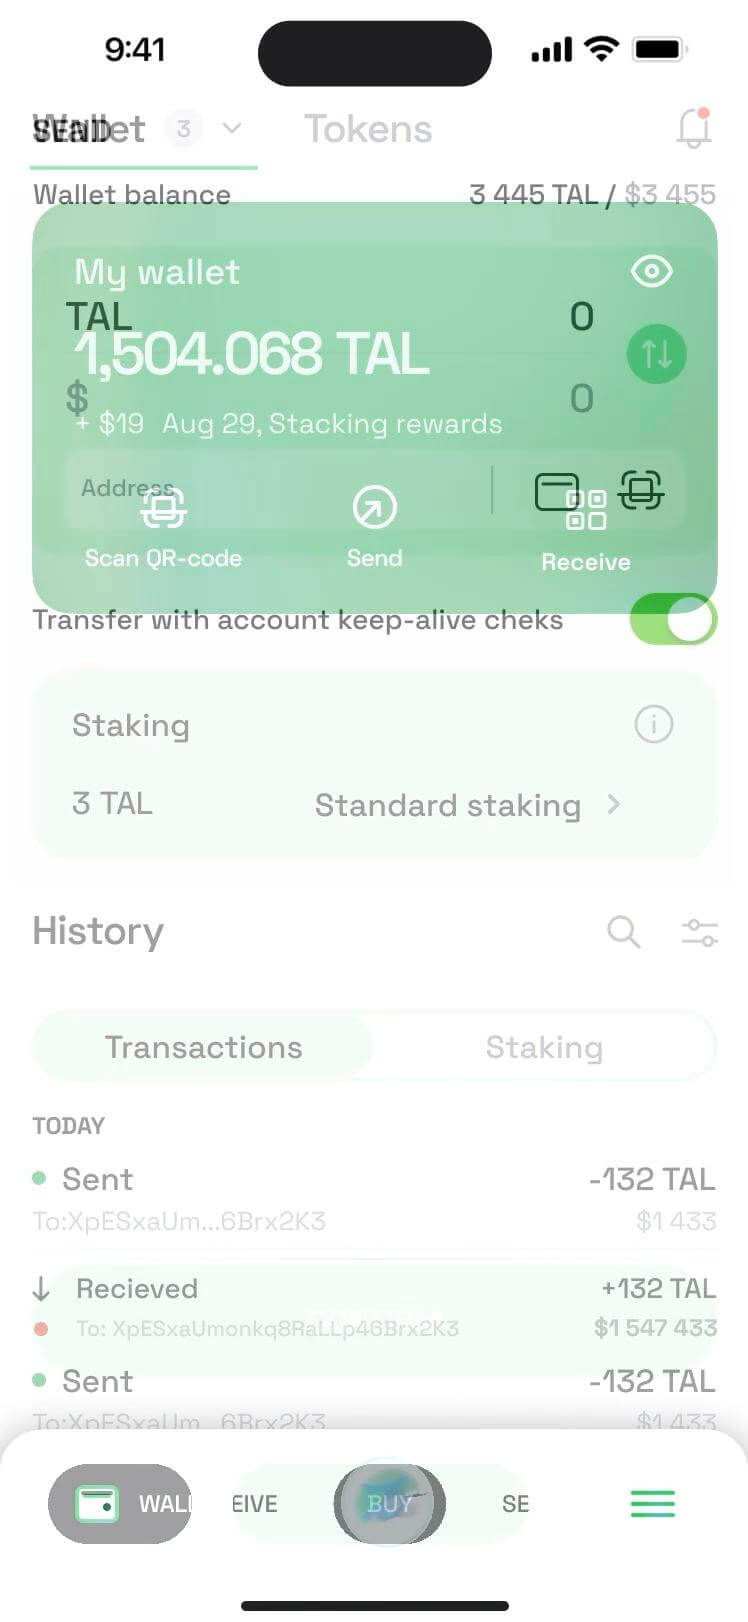 9:41
SEND
Wallet 3 Tokens
Wallet balance 3 445 TAL / $3 455
My wallet
TAL 0
1,504.068 TAL
$ 0
+ $19 Aug 29, Stacking rewards
Address
Scan QR-code Send Receive
Transfer with account keep-alive cheks
Staking
3 TAL Standard staking
History
Transactions Staking
TODAY
Sent -132 TAL
To:XpESxaUm...6Brx2K3 $1 433
Recieved +132 TAL
To: XpESxaUmonkq8RaLLp46Brx2K3 $1 547 433
Sent -132 TAL
To:XpESxaUm...6Brx2K3 $1 433
WALL EIVE BUY SE